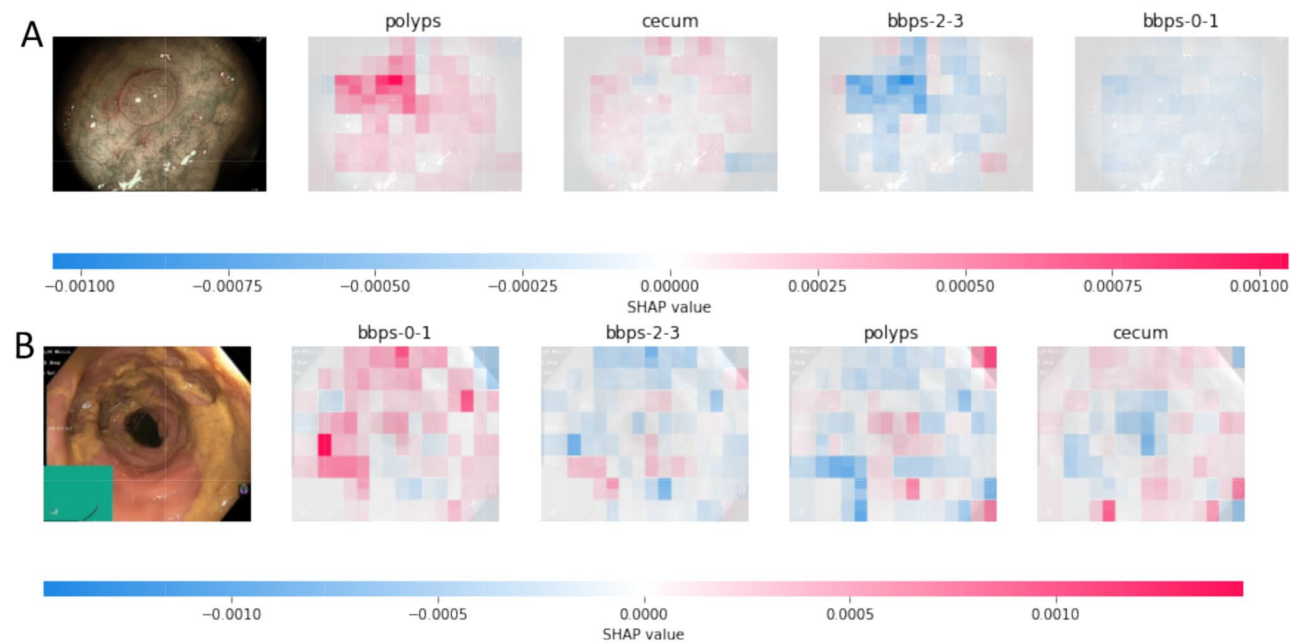 A
polyps cecum bbps-2-3 bbps-0-1
−0.00100 −0.00075 −0.00050 −0.00025 0.00000 0.00025 0.00050 0.00075 0.00100
SHAP value
B
bbps-0-1 bbps-2-3 polyps cecum
−0.0010 −0.0005 0.0000 0.0005 0.0010
SHAP value